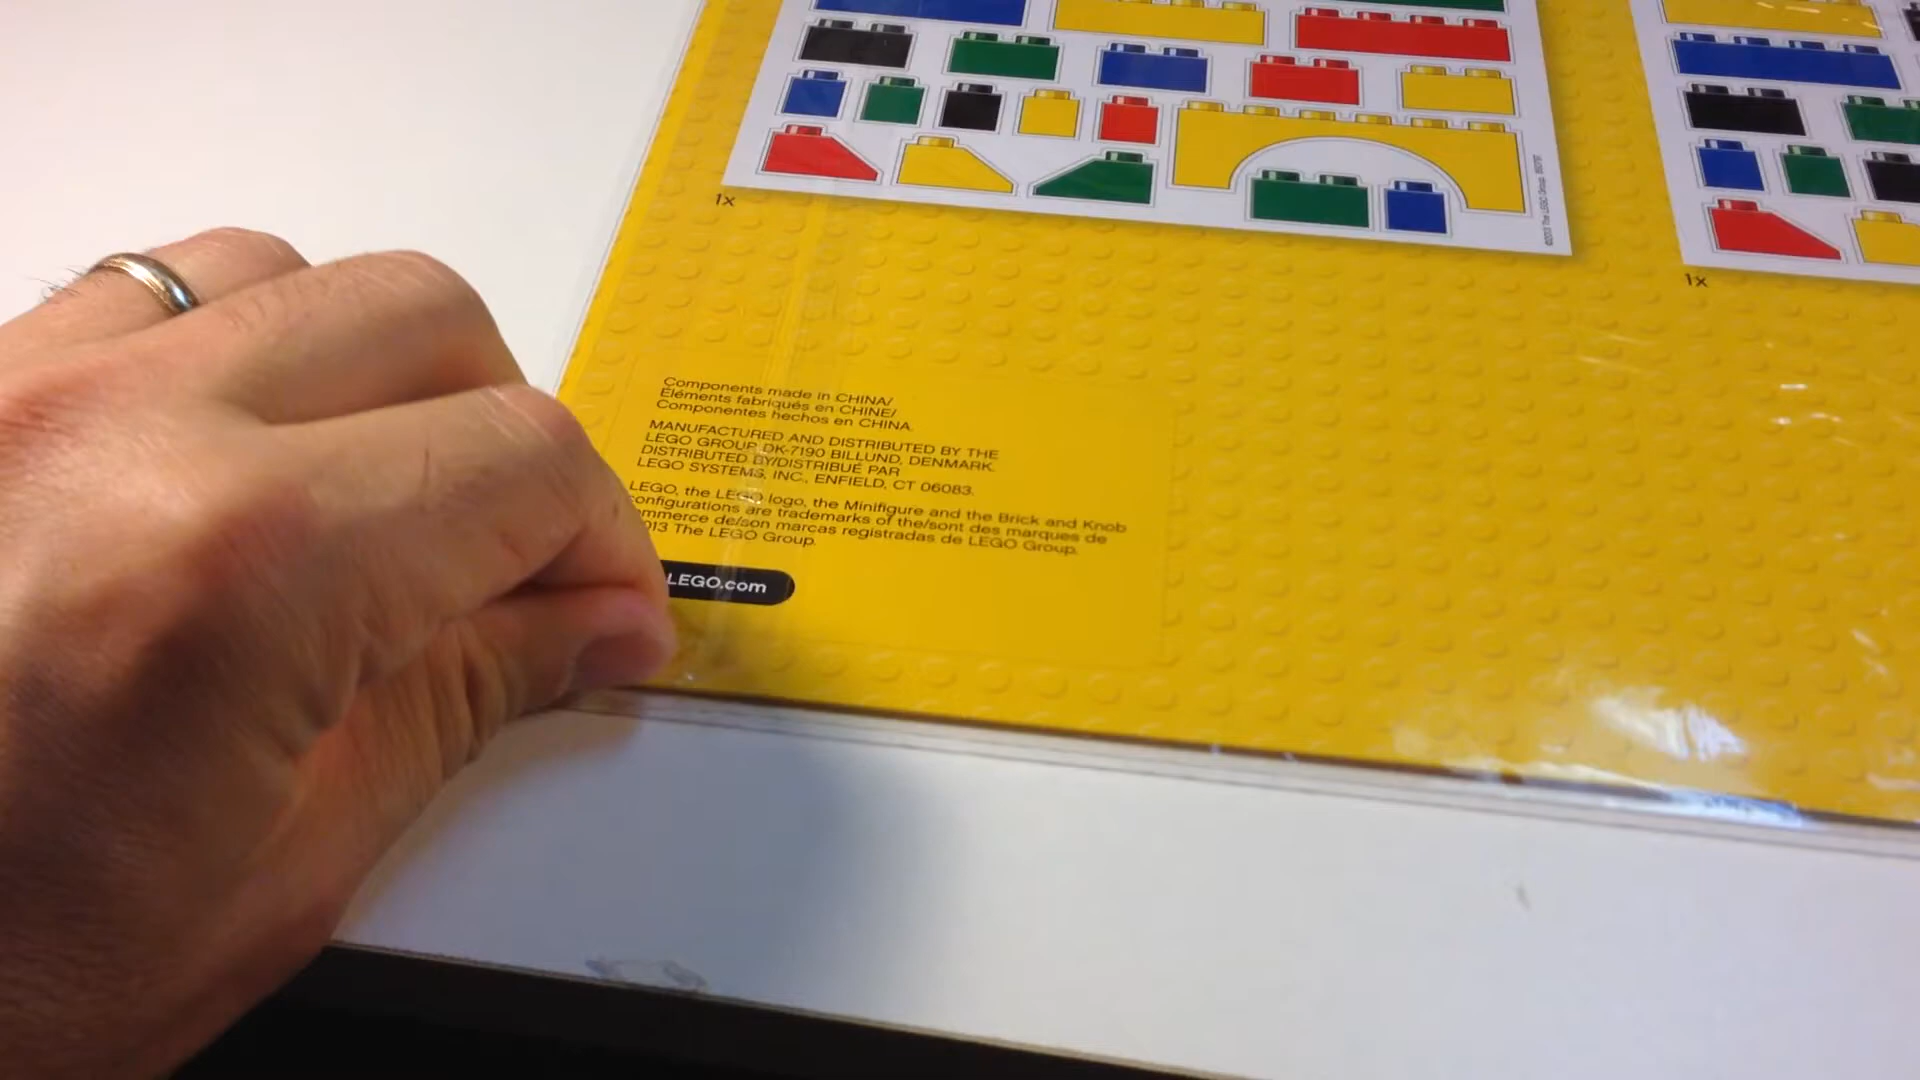 1x
1x
Components made in CHINA/
Éléments fabriqués en CHINE/
Componentes hechos en CHINA.
MANUFACTURED AND DISTRIBUTED BY THE
LEGO GROUP, DK-7190 BILLUND, DENMARK.
DISTRIBUTED BY/DISTRIBUÉ PAR
LEGO SYSTEMS, INC., ENFIELD, CT 06083.
LEGO, the LEGO logo, the Minifigure and the Brick and Knob
configurations are trademarks of the/sont des marques de
commerce de/son marcas registradas de LEGO Group.
2013 The LEGO Group.
LEGO.com